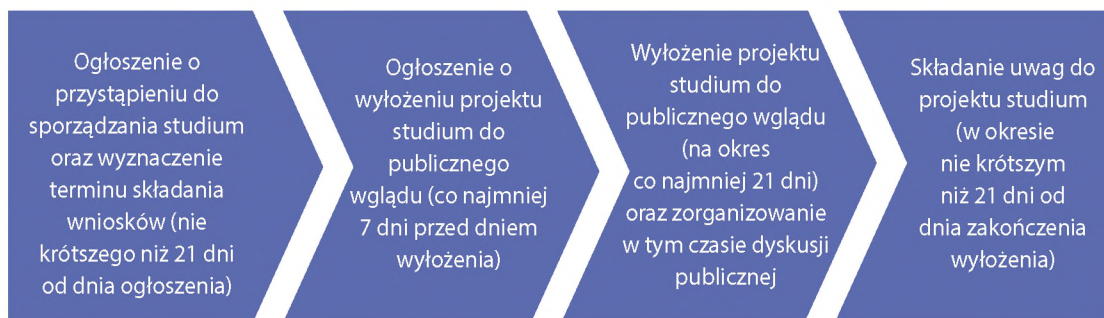 Ogłoszenie o
przystąpieniu do
sporządzania studium
oraz wyznaczenie
terminu składania
wniosków (nie
krótszego niż 21 dni
od dnia ogłoszenia)
Ogłoszenie o
wyłożeniu projektu
studium do
publicznego
wglądu (co najmniej
7 dni przed dniem
wyłożenia)
Wyłożenie projektu
studium do
publicznego wglądu
(na okres
co najmniej 21 dni)
oraz zorganizowanie
w tym czasie dyskusji
publicznej
Składanie uwag do
projektu studium
(w okresie
nie krótszym
niż 21 dni od
dnia zakończenia
wyłożenia)